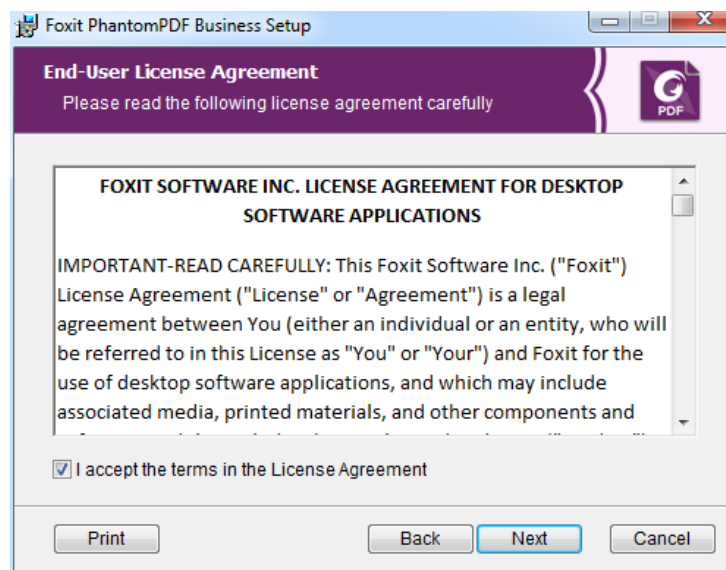 Foxit PhantomPDF Business Setup
End-User License Agreement
Please read the following license agreement carefully
PDF
FOXIT SOFTWARE INC. LICENSE AGREEMENT FOR DESKTOP
SOFTWARE APPLICATIONS
IMPORTANT-READ CAREFULLY: This Foxit Software Inc. ("Foxit")
License Agreement ("License" or "Agreement") is a legal
agreement between You (either an individual or an entity, who will
be referred to in this License as "You" or "Your") and Foxit for the
use of desktop software applications, and which may include
associated media, printed materials, and other components and
I accept the terms in the License Agreement
Print
Back
Next
Cancel